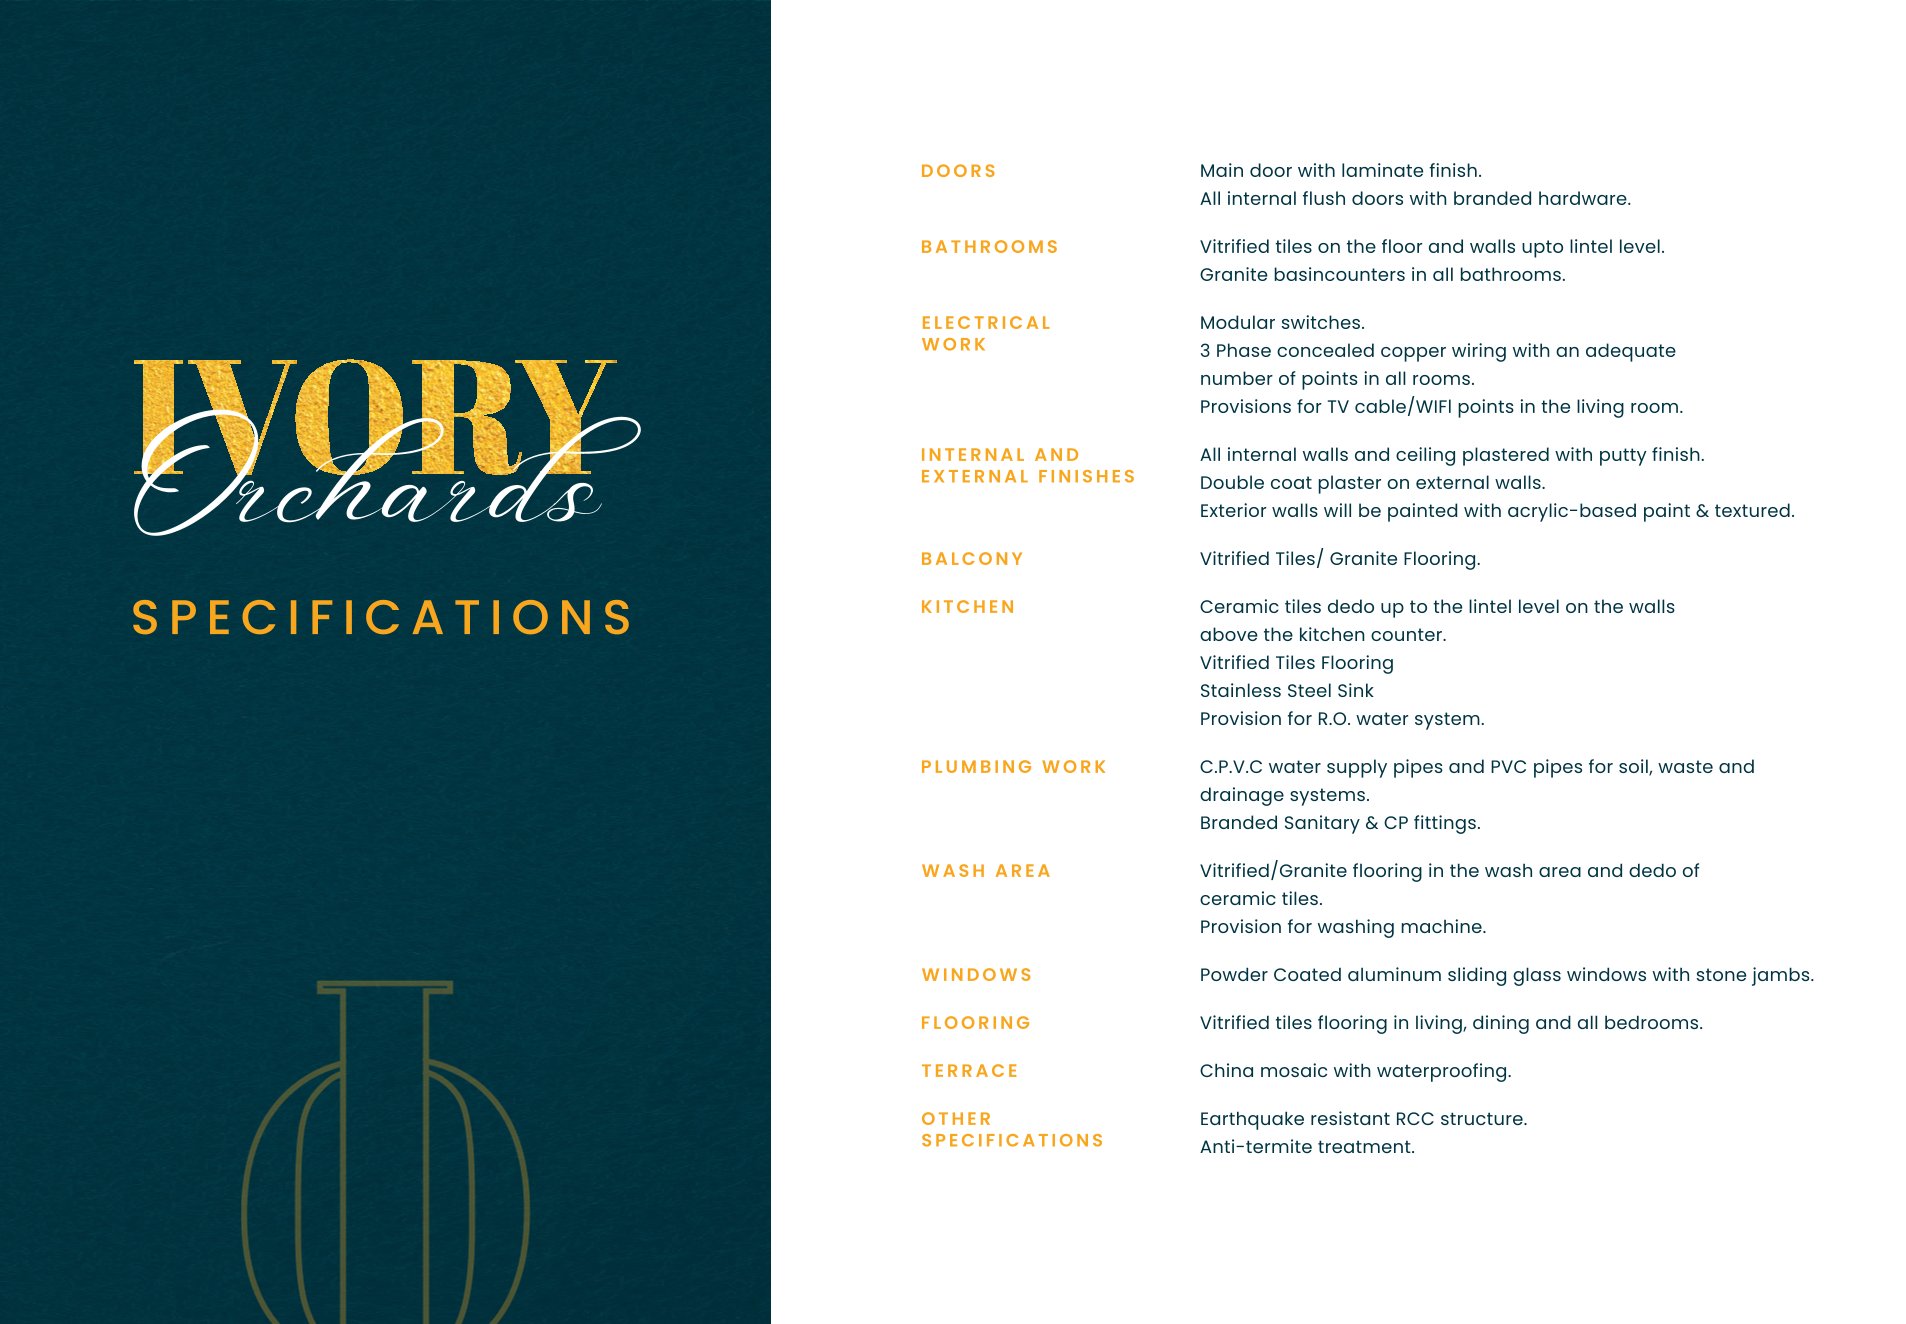 IVORY
Orchards
SPECIFICATIONS
DOORS
Main door with laminate finish.
All internal flush doors with branded hardware.
BATHROOMS
Vitrified tiles on the floor and walls upto lintel level.
Granite basincounters in all bathrooms.
ELECTRICAL
WORK
Modular switches.
3 Phase concealed copper wiring with an adequate
number of points in all rooms.
Provisions for TV cable/WIFI points in the living room.
INTERNAL AND
EXTERNAL FINISHES
All internal walls and ceiling plastered with putty finish.
Double coat plaster on external walls.
Exterior walls will be painted with acrylic-based paint & textured.
BALCONY
Vitrified Tiles/ Granite Flooring.
KITCHEN
Ceramic tiles dedo up to the lintel level on the walls
above the kitchen counter.
Vitrified Tiles Flooring
Stainless Steel Sink
Provision for R.O. water system.
PLUMBING WORK
C.P.V.C water supply pipes and PVC pipes for soil, waste and
drainage systems.
Branded Sanitary & CP fittings.
WASH AREA
Vitrified/Granite flooring in the wash area and dedo of
ceramic tiles.
Provision for washing machine.
WINDOWS
Powder Coated aluminum sliding glass windows with stone jambs.
FLOORING
Vitrified tiles flooring in living, dining and all bedrooms.
TERRACE
China mosaic with waterproofing.
OTHER
SPECIFICATIONS
Earthquake resistant RCC structure.
Anti-termite treatment.